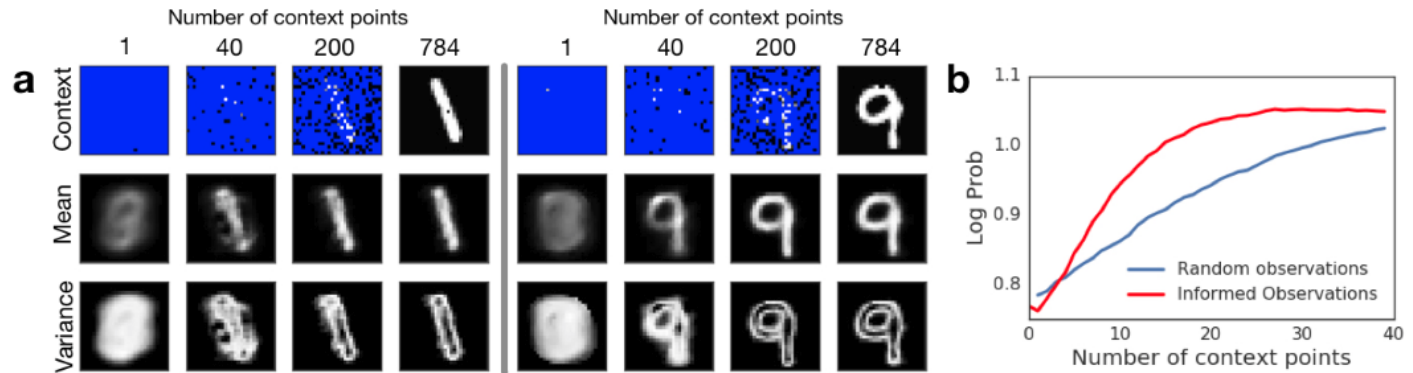 Number of context points
Number of context points
1 40 200 784
1 40 200 784
a
Context
Mean
Variance
b
1.1
1.0
0.9
0.8
Log Prob
Random observations
Informed Observations
0 10 20 30 40
Number of context points